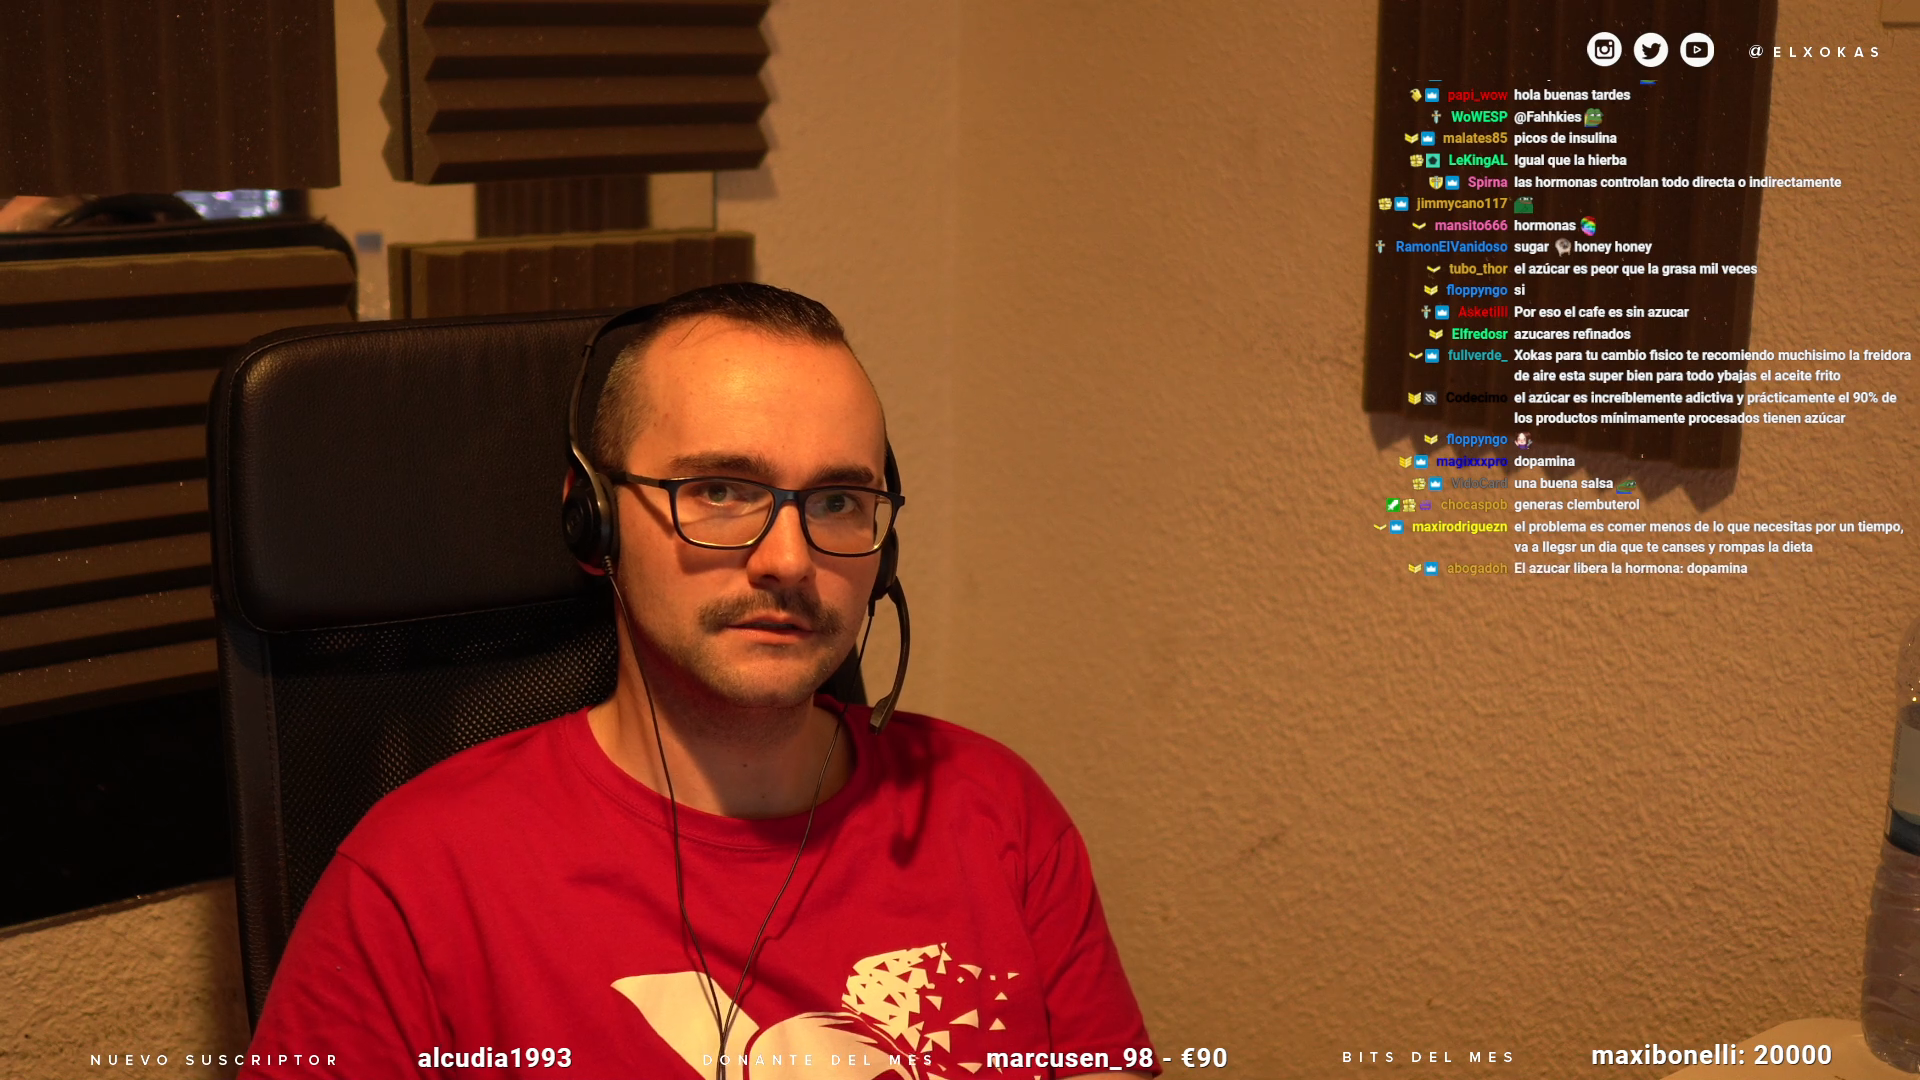 @ELXOKAS
papi_wow hola buenas tardes
WoWESP @Fahhkies
malates85 picos de insulina
LeKingAL Igual que la hierba
Spirna las hormonas controlan todo directa o indirectamente
jimmycano117
mansito666 hormonas
RamonElVanidoso sugar honey honey
tubo_thor el azúcar es peor que la grasa mil veces
floppyngo si
Asketilll Por eso el cafe es sin azucar
Elfredosr azucares refinados
fullverde_ Xokas para tu cambio fisico te recomiendo muchisimo la freidora
de aire esta super bien para todo ybajas el aceite frito
Codecimo el azúcar es increíblemente adictiva y prácticamente el 90% de
los productos mínimamente procesados tienen azúcar
floppyngo
magixxxpro dopamina
una buena salsa
chocaspob generas clembuterol
maxirodriguezn el problema es comer menos de lo que necesitas por un tiempo,
va a llegsr un dia que te canses y rompas la dieta
abogadoh El azucar libera la hormona: dopamina
NUEVO SUSCRIPTOR alcudia1993 DONANTE DEL MES marcusen_98 - €90 BITS DEL MES maxibonelli: 20000